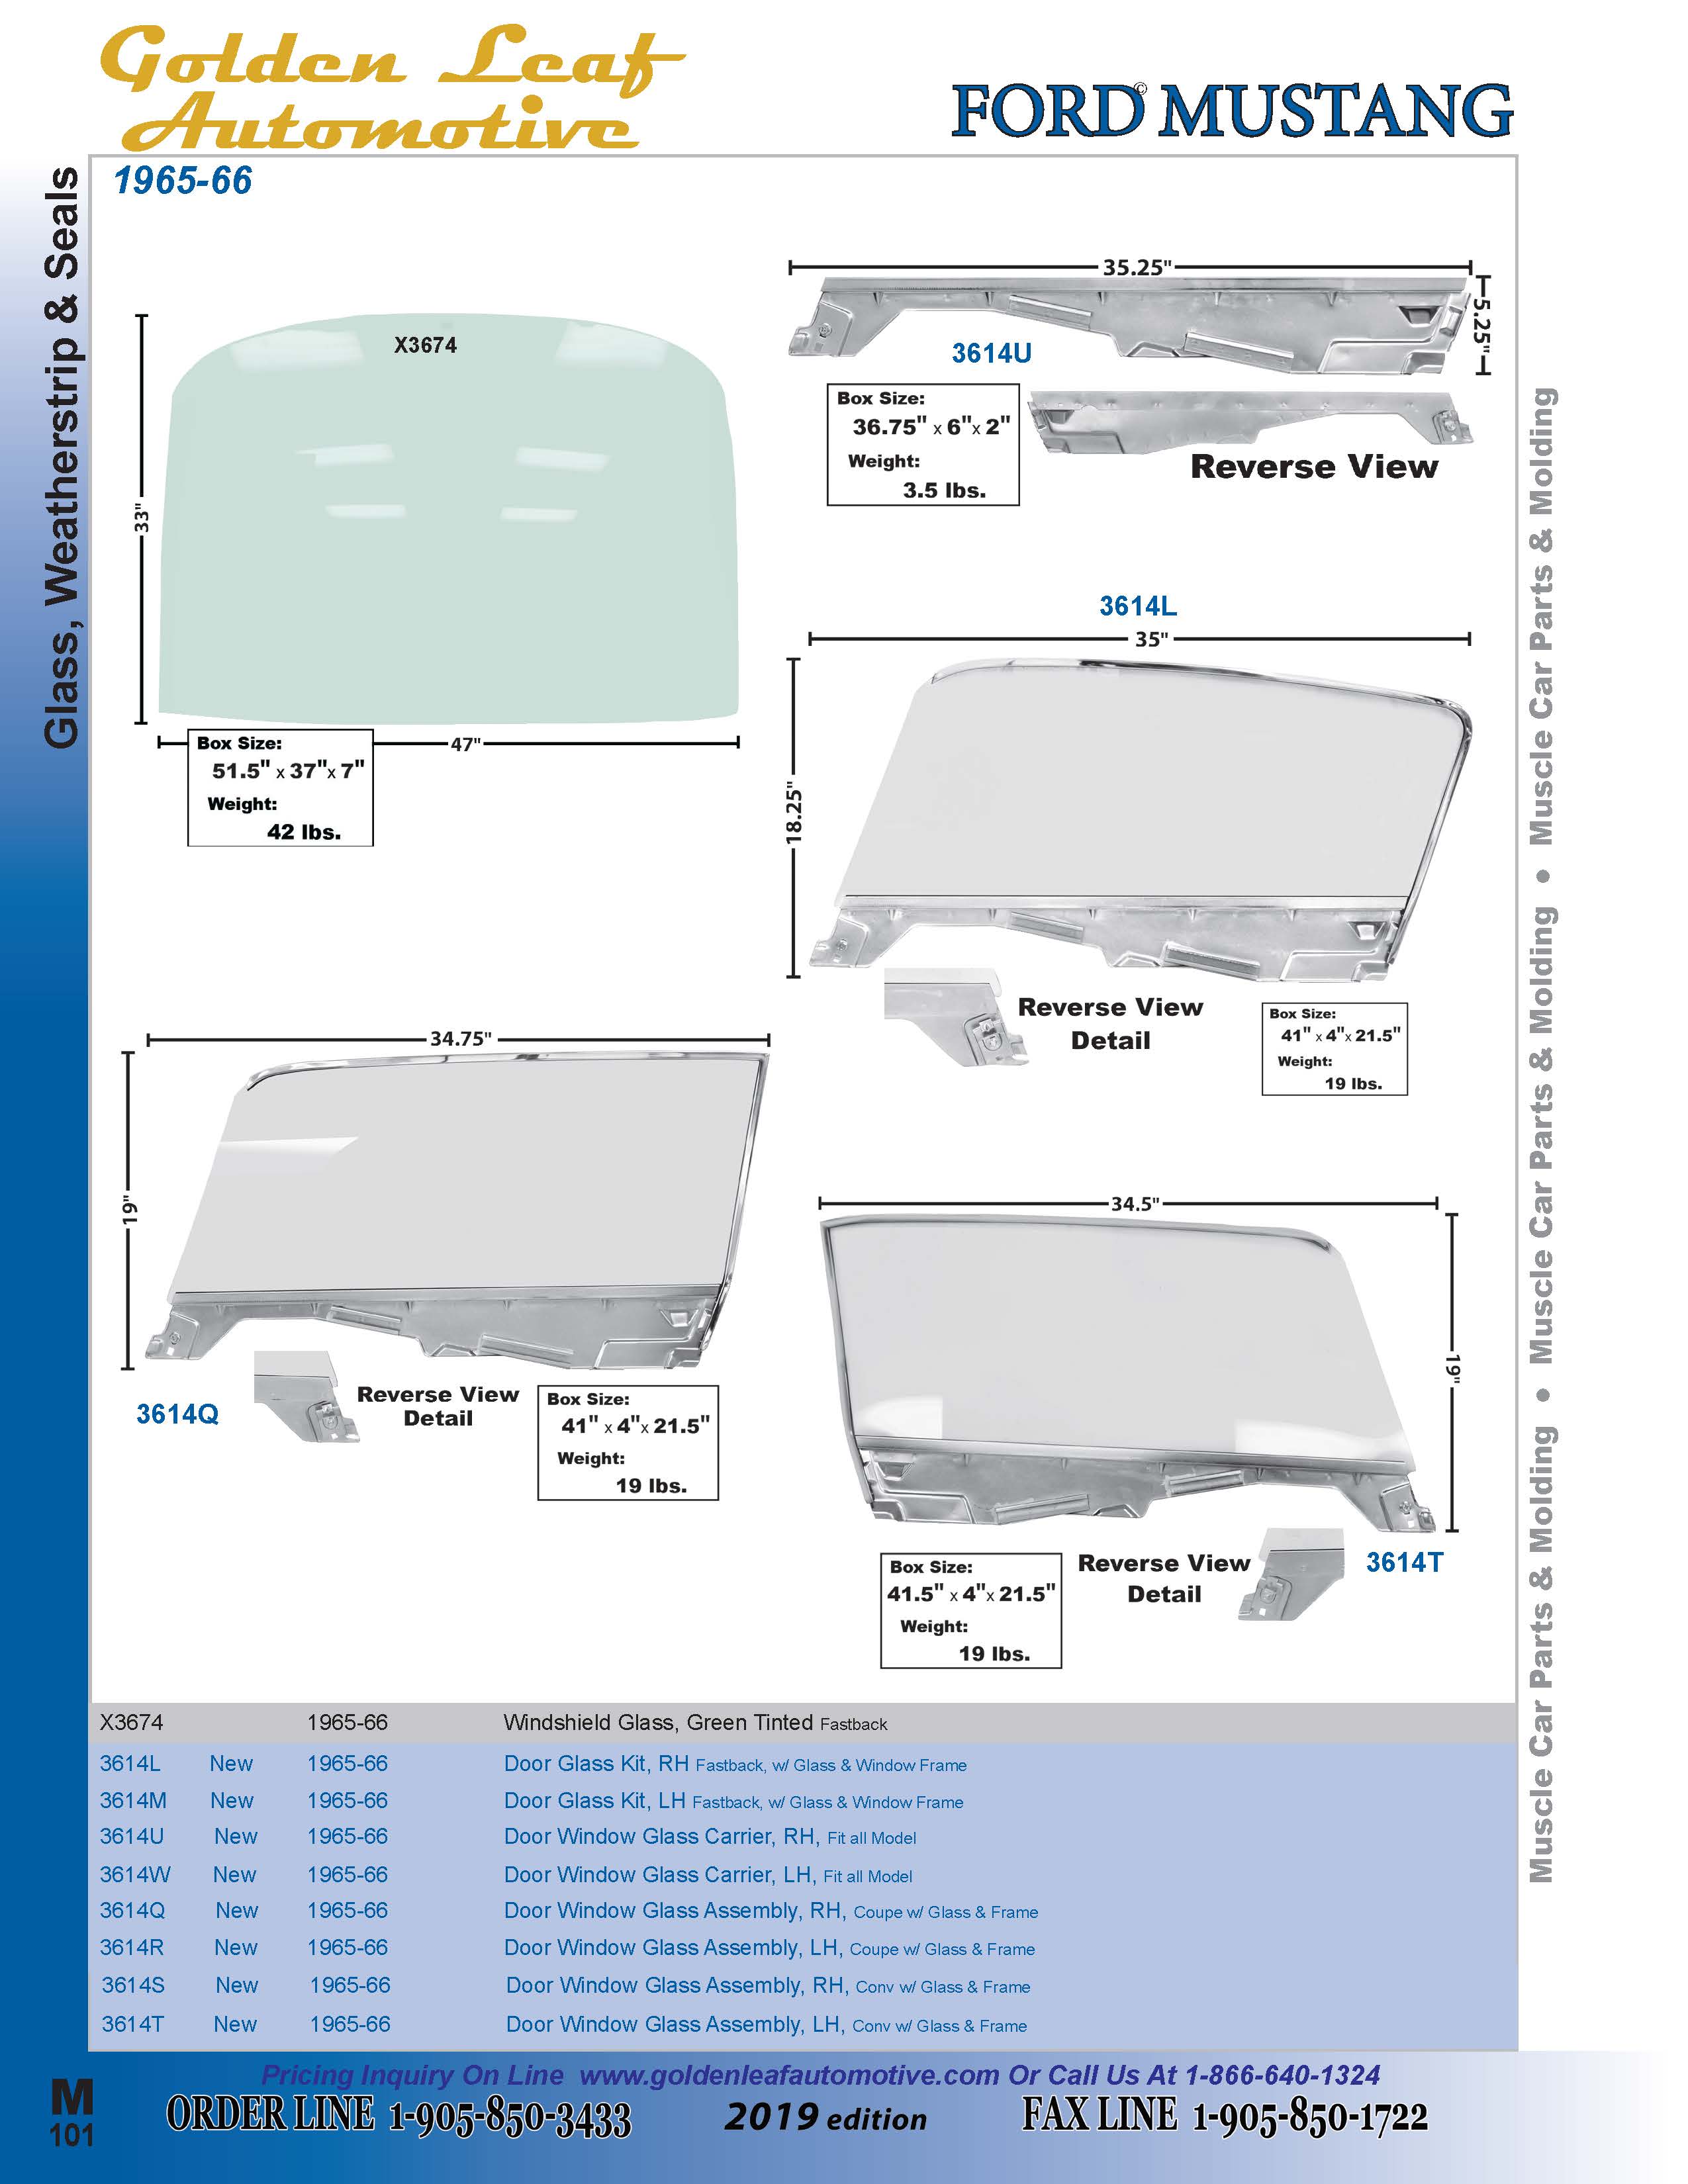 Golden Leaf
Automotive
FORD© MUSTANG
Glass, Weatherstrip & Seals
1965-66
35.25"
5.25"
3614U
Box Size:
36.75" x 6"x 2"
Weight:
3.5 lbs.
Reverse View
X3674
33"
47"
Box Size:
51.5" x 37"x 7"
Weight:
42 lbs.
3614L
35"
18.25"
Reverse View
Detail
Box Size:
41" x 4"x 21.5"
Weight:
19 lbs.
34.75"
19"
3614Q
Reverse View
Detail
Box Size:
41" x 4"x 21.5"
Weight:
19 lbs.
34.5"
19"
Box Size:
41.5" x 4"x 21.5"
Weight:
19 lbs.
Reverse View
Detail
3614T
Muscle Car Parts & Molding • Muscle Car Parts & Molding • Muscle Car Parts & Molding
X3674 1965-66 Windshield Glass, Green Tinted Fastback
3614L New 1965-66 Door Glass Kit, RH Fastback, w/ Glass & Window Frame
3614M New 1965-66 Door Glass Kit, LH Fastback, w/ Glass & Window Frame
3614U New 1965-66 Door Window Glass Carrier, RH, Fit all Model
3614W New 1965-66 Door Window Glass Carrier, LH, Fit all Model
3614Q New 1965-66 Door Window Glass Assembly, RH, Coupe w/ Glass & Frame
3614R New 1965-66 Door Window Glass Assembly, LH, Coupe w/ Glass & Frame
3614S New 1965-66 Door Window Glass Assembly, RH, Conv w/ Glass & Frame
3614T New 1965-66 Door Window Glass Assembly, LH, Conv w/ Glass & Frame
Pricing Inquiry On Line www.goldenleafautomotive.com Or Call Us At 1-866-640-1324
M
101
ORDER LINE 1-905-850-3433
2019 edition
FAX LINE 1-905-850-1722